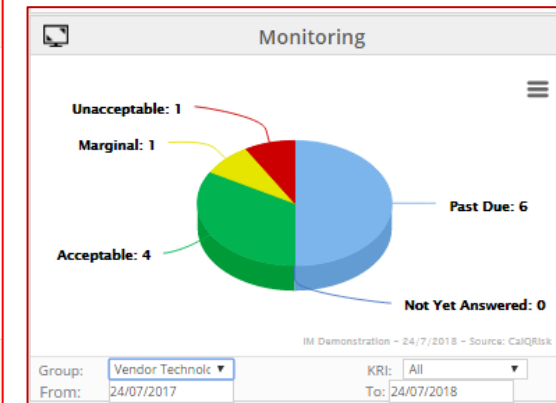 Monitoring
Unacceptable: 1
Marginal: 1
Past Due: 6
Acceptable: 4
Not Yet Answered: 0
IM Demonstration - 24/7/2018 - Source: CalQRisk
Group: Vendor Technolc KRI: All
From: 24/07/2017 To: 24/07/2018